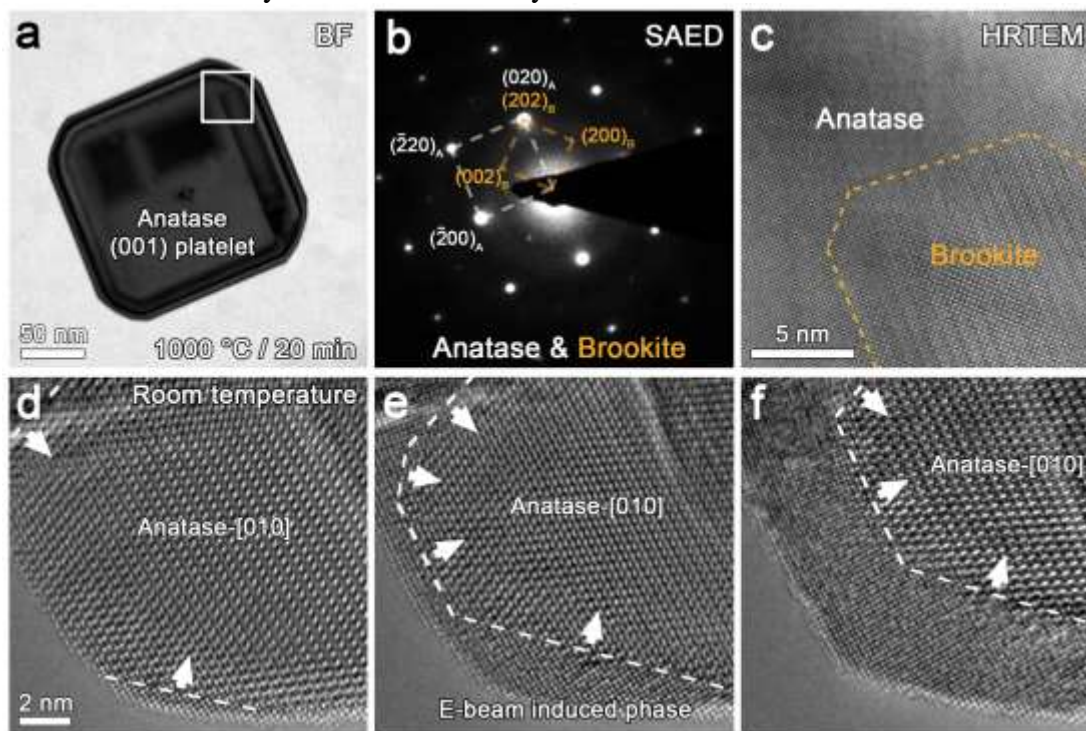 a
BF
Anatase
(001) platelet
50 nm
1000 °C / 20 min
b
SAED
(020)A
(202)B
(2̄20)A
(200)B
(002)B
(2̄00)A
Anatase & Brookite
c
HRTEM
Anatase
Brookite
5 nm
d
Room temperature
Anatase-[010]
2 nm
e
Anatase-[010]
E-beam induced phase
f
Anatase-[010]